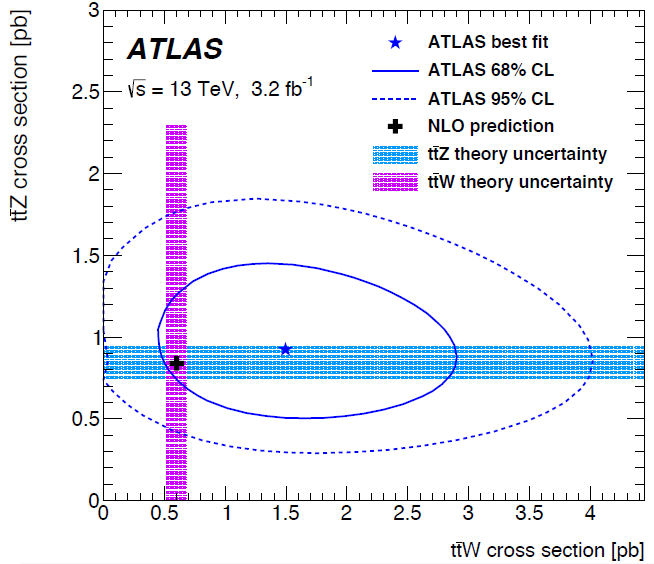 tt̄Z cross section [pb]
3
2.5
2
1.5
1
0.5
0
ATLAS
√s = 13 TeV, 3.2 fb⁻¹
ATLAS best fit
ATLAS 68% CL
ATLAS 95% CL
NLO prediction
tt̄Z theory uncertainty
tt̄W theory uncertainty
0 0.5 1 1.5 2 2.5 3 3.5 4
tt̄W cross section [pb]